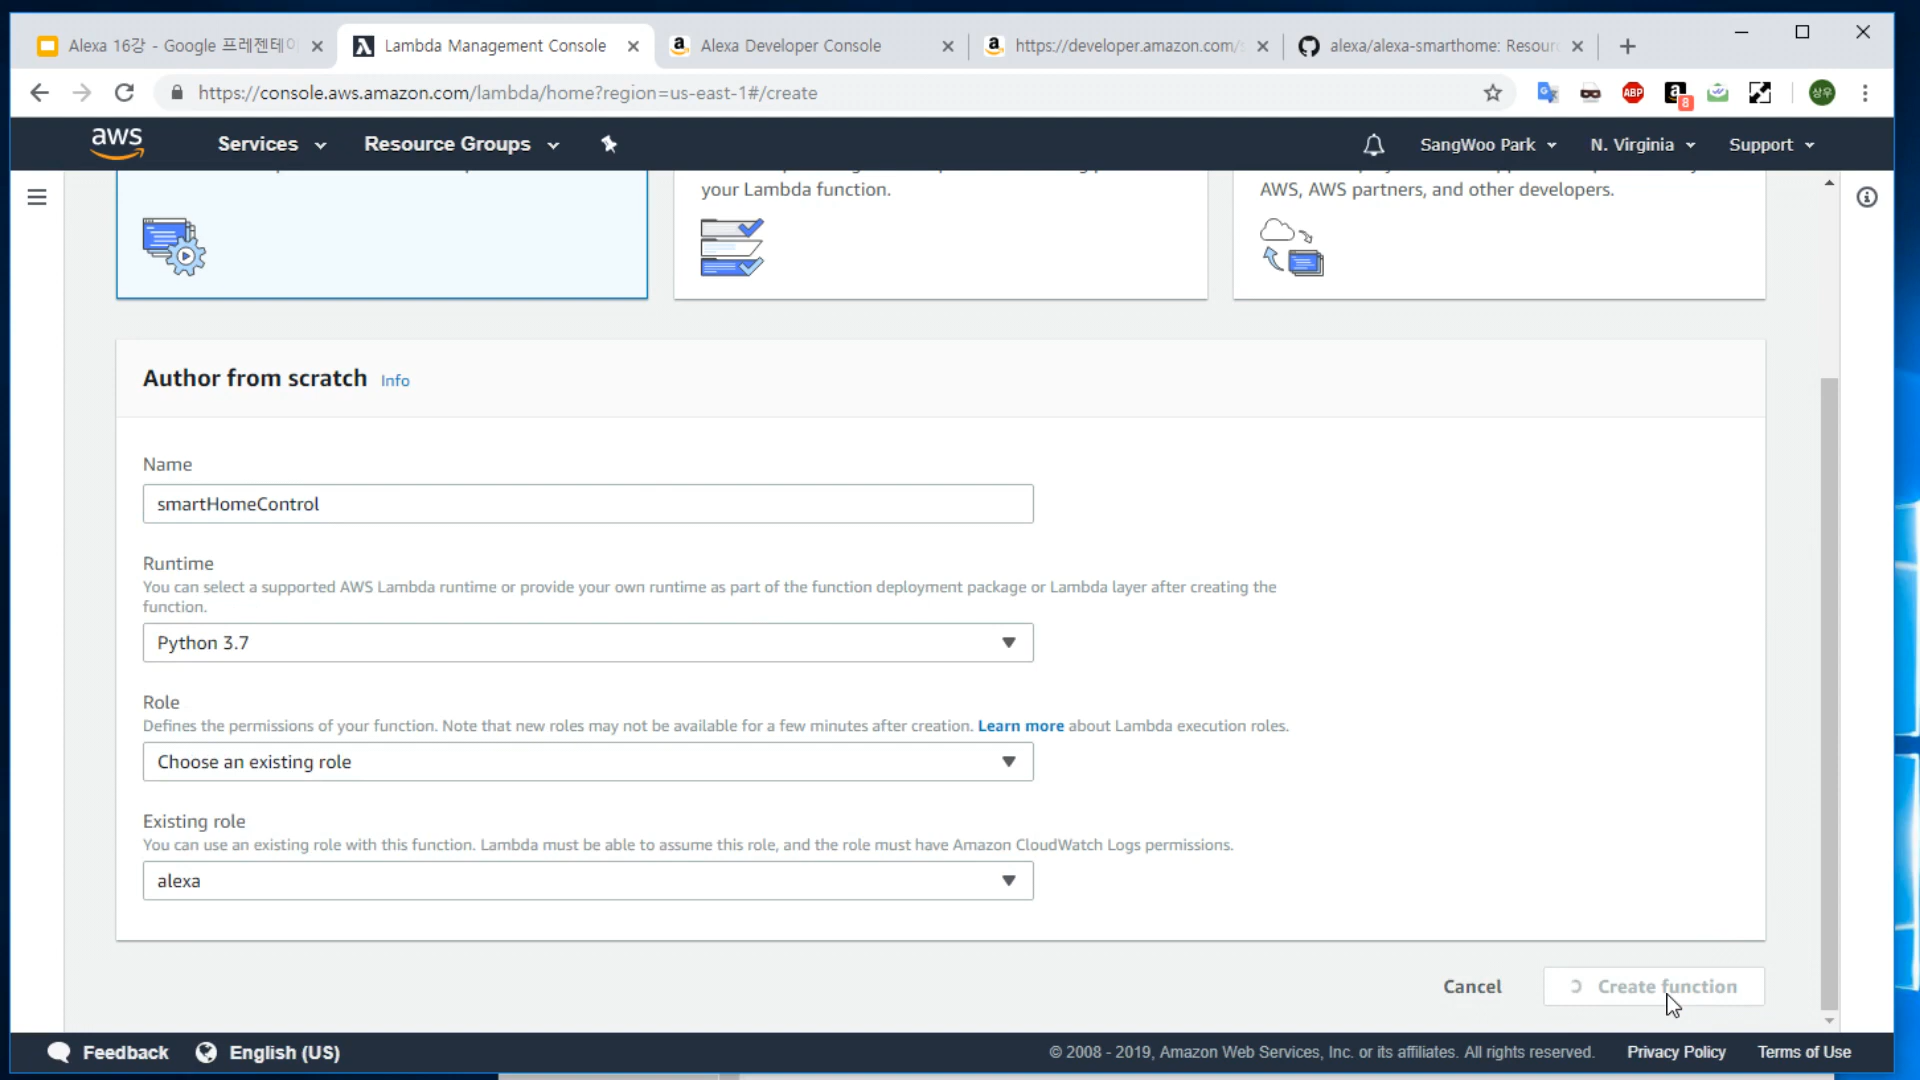 Alexa 16강 - Google 프레젠테이
Lambda Management Console
Alexa Developer Console
https://developer.amazon.com/
alexa/alexa-smarthome: Resour
https://console.aws.amazon.com/lambda/home?region=us-east-1#/create
ABP
8
상우
aws
Services
Resource Groups
SangWoo Park
N. Virginia
Support
your Lambda function.
AWS, AWS partners, and other developers.
Author from scratch Info
Name
smartHomeControl
Runtime
You can select a supported AWS Lambda runtime or provide your own runtime as part of the function deployment package or Lambda layer after creating the
function.
Python 3.7
Role
Defines the permissions of your function. Note that new roles may not be available for a few minutes after creation. Learn more about Lambda execution roles.
Choose an existing role
Existing role
You can use an existing role with this function. Lambda must be able to assume this role, and the role must have Amazon CloudWatch Logs permissions.
alexa
Cancel
Create function
Feedback
English (US)
© 2008 - 2019, Amazon Web Services, Inc. or its affiliates. All rights reserved.
Privacy Policy
Terms of Use